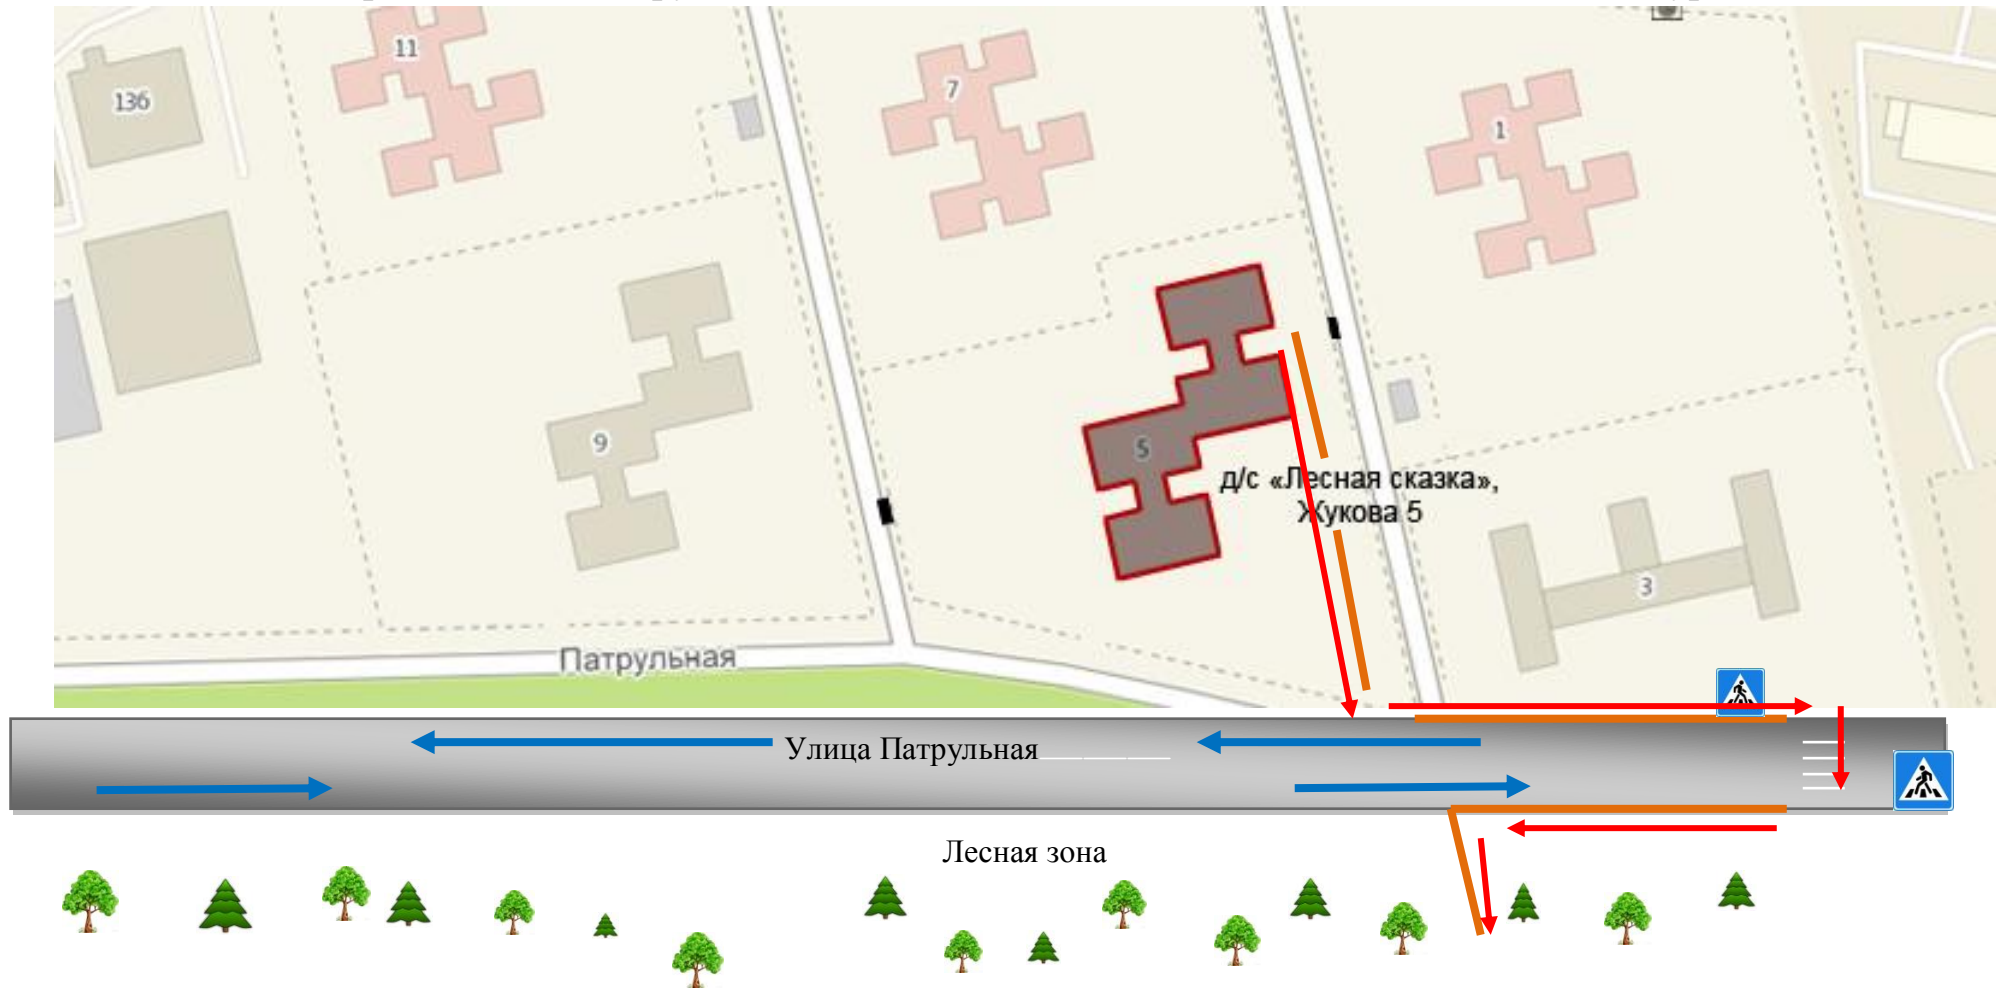 11
7
136
1
9
5
д/с «Лесная сказка»,
Жукова 5
3
Патрульная
Улица Патрульная
Лесная зона